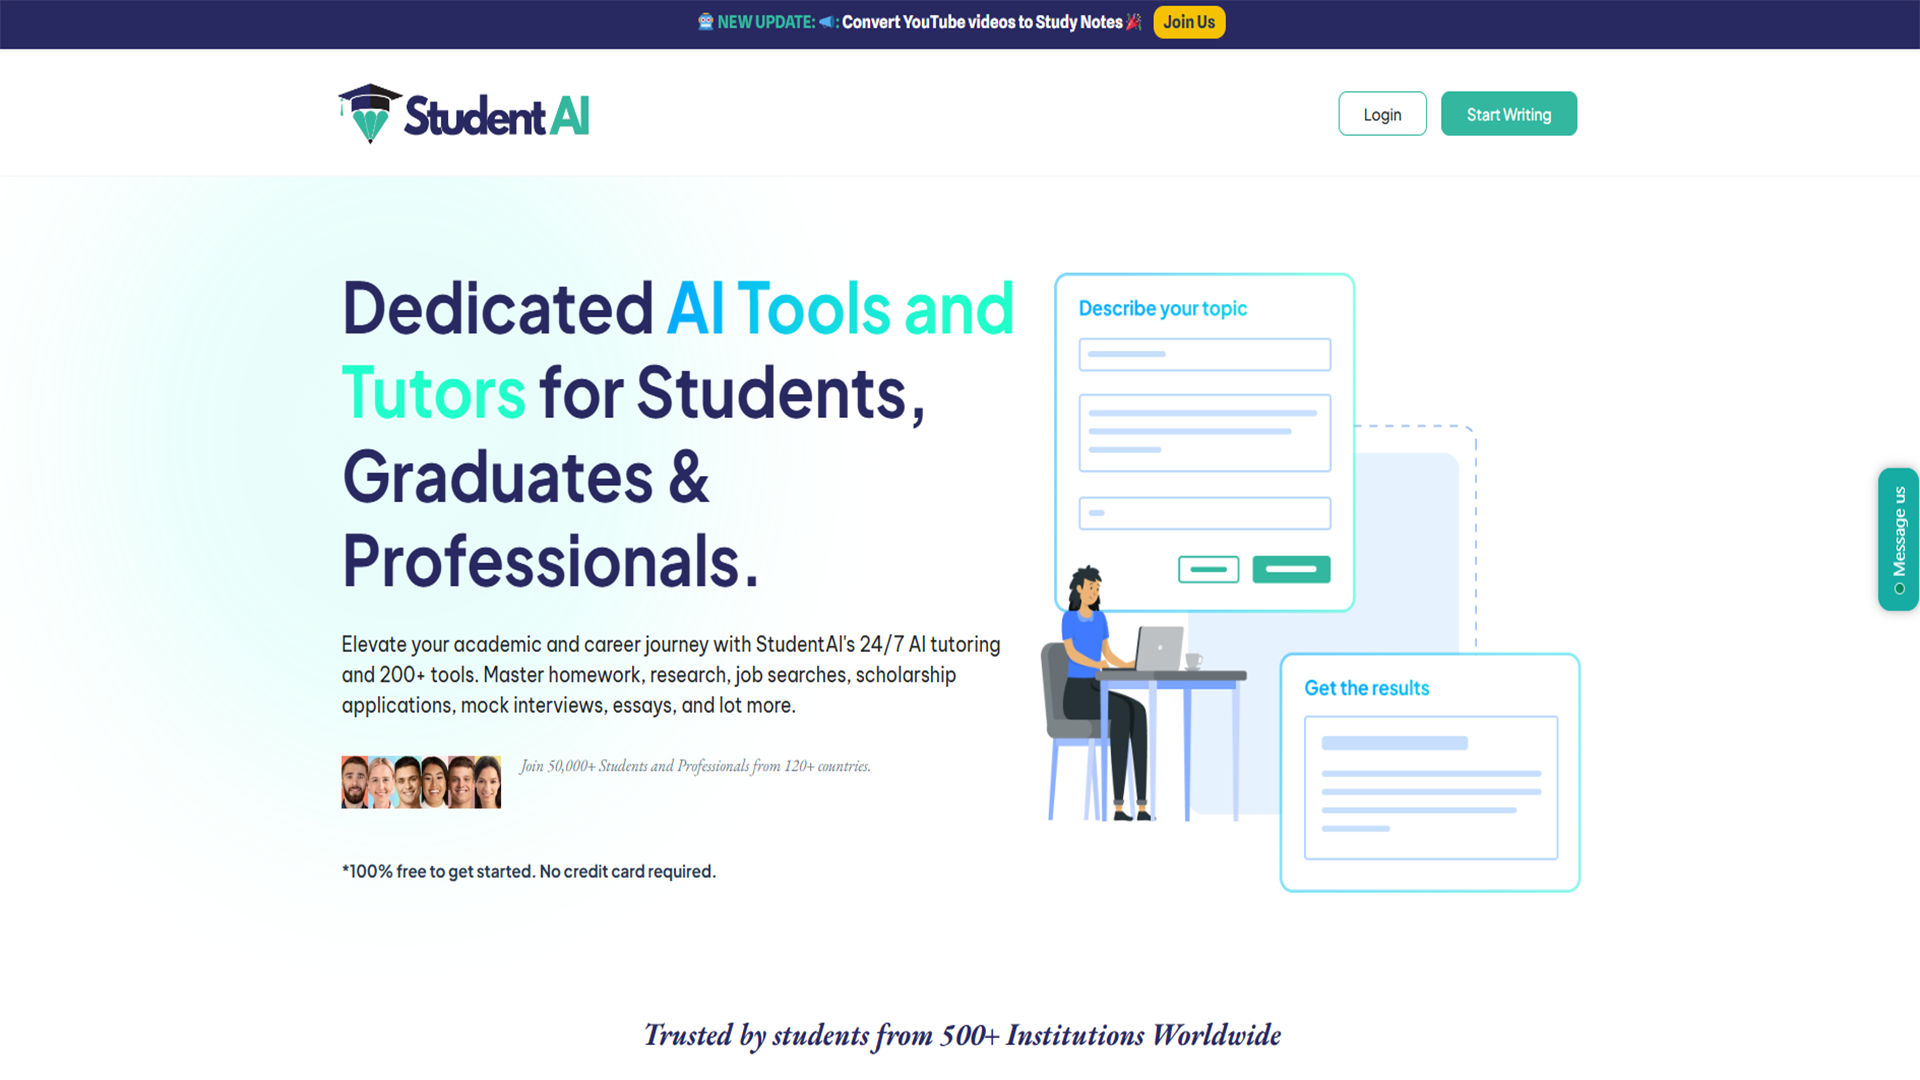 NEW UPDATE: : Convert YouTube videos to Study Notes
Join Us
Student AI
Login
Start Writing
Dedicated AI Tools and
Tutors for Students,
Graduates &
Professionals.
Elevate your academic and career journey with StudentAI's 24/7 AI tutoring
and 200+ tools. Master homework, research, job searches, scholarship
applications, mock interviews, essays, and lot more.
Join 50,000+ Students and Professionals from 120+ countries.
*100% free to get started. No credit card required.
Describe your topic
Get the results
Message us
Trusted by students from 500+ Institutions Worldwide